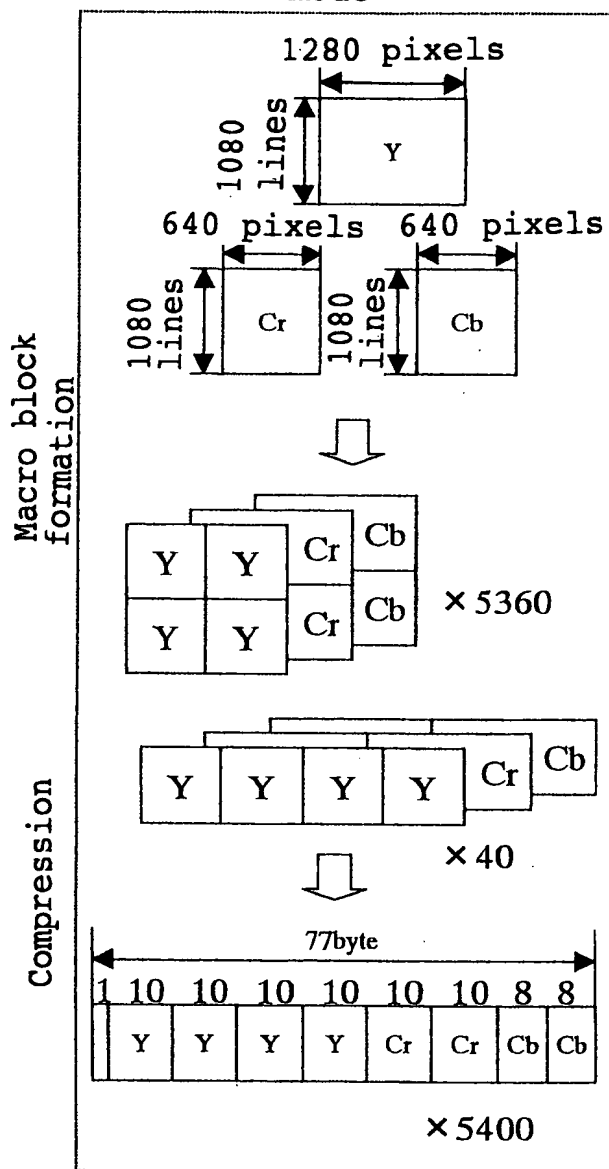 1280 pixels
1080 lines
Y
640 pixels
640 pixels
1080 lines
Cr
1080 lines
Cb
Macro block formation
Cb
Cr
Y Y
Cb
Cr
Y Y
× 5360
Y Y Y Y Cr Cb
× 40
Compression
77byte
1 10 10 10 10 10 10 8 8
Y Y Y Y Cr Cr Cb Cb
× 5400